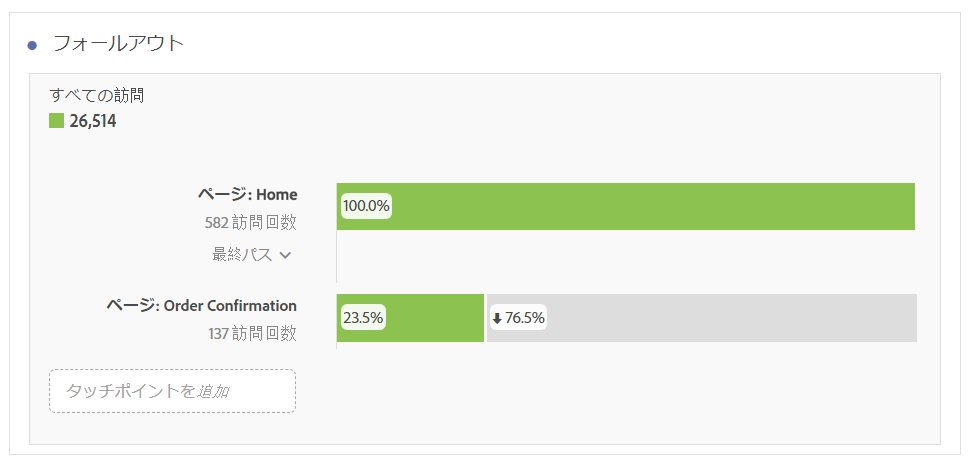 フォールアウト
すべての訪問
26,514
ページ: Home
582 訪問回数
100.0%
最終パス
ページ: Order Confirmation
137 訪問回数
23.5%
76.5%
タッチポイントを追加